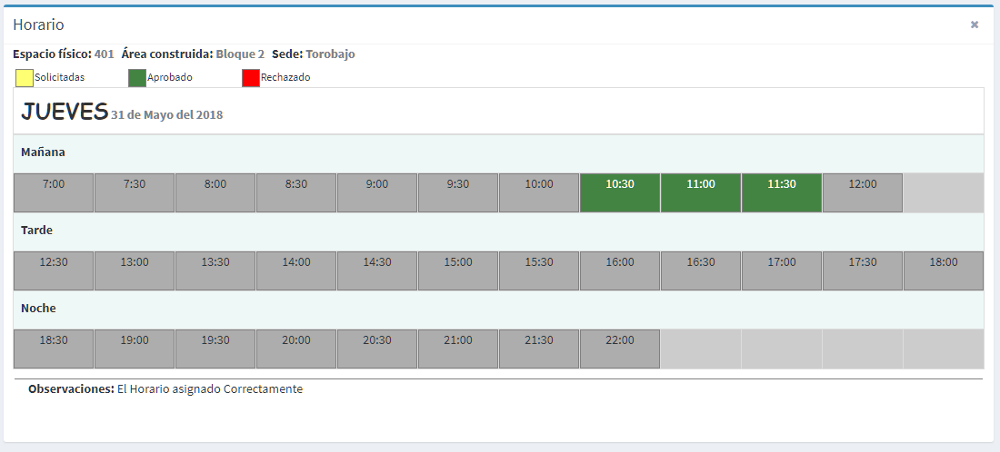 Horario ×
Espacio físico: 401 Área construida: Bloque 2 Sede: Torobajo
Solicitadas Aprobado Rechazado
JUEVES 31 de Mayo del 2018
Mañana
7:00 7:30 8:00 8:30 9:00 9:30 10:00 10:30 11:00 11:30 12:00
Tarde
12:30 13:00 13:30 14:00 14:30 15:00 15:30 16:00 16:30 17:00 17:30 18:00
Noche
18:30 19:00 19:30 20:00 20:30 21:00 21:30 22:00
Observaciones: El Horario asignado Correctamente